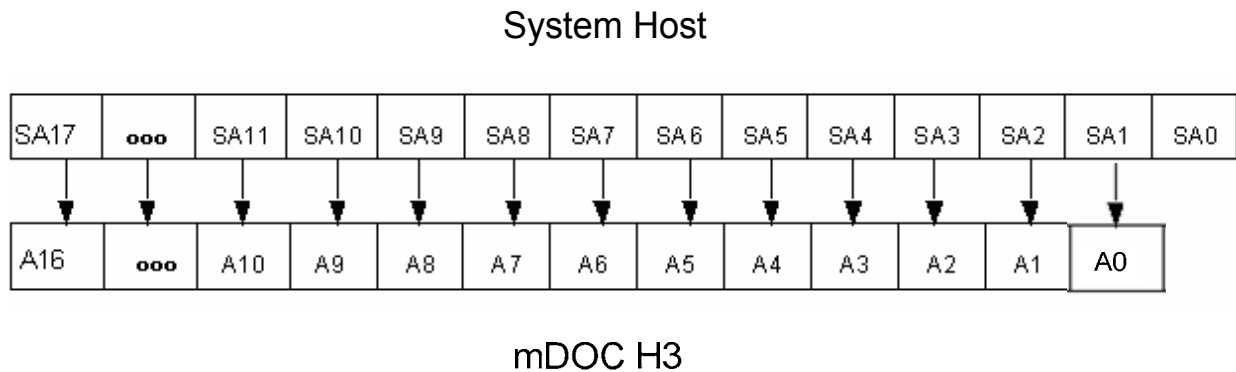 System Host
SA17 ooo SA11 SA10 SA9 SA8 SA7 SA6 SA5 SA4 SA3 SA2 SA1 SA0
A16 ooo A10 A9 A8 A7 A6 A5 A4 A3 A2 A1 A0
mDOC H3